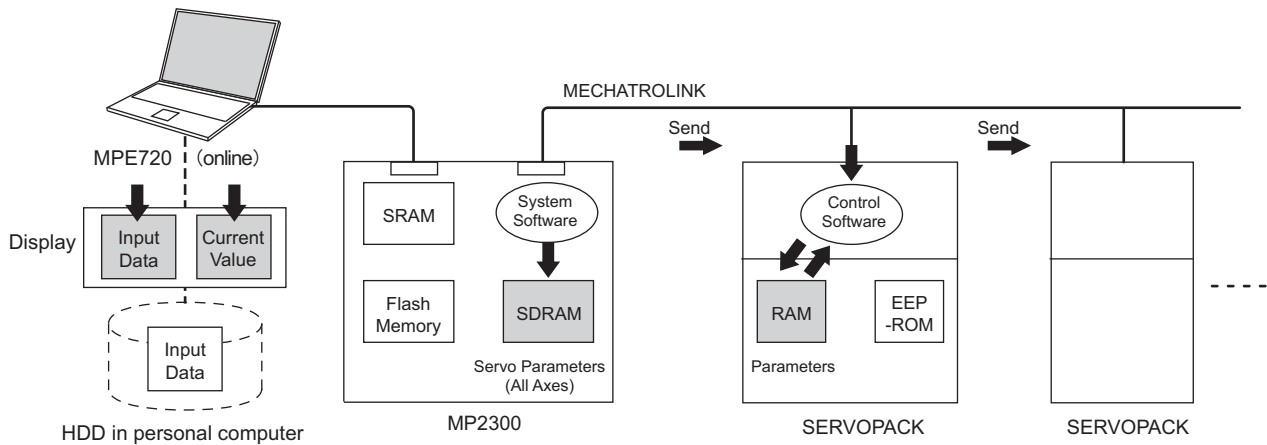 MECHATROLINK
Send
Send
MPE720 (online)
Display
Input
Data
Current
Value
SRAM
System
Software
Flash
Memory
SDRAM
Servo Parameters
(All Axes)
Control
Software
RAM
EEP
-ROM
Parameters
Input
Data
HDD in personal computer
MP2300
SERVOPACK
SERVOPACK